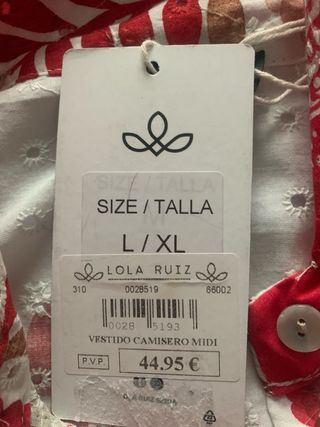 SIZE / TALLA
SIZE / TALLA
L / XL
LOLA RUIZ
310 0028519 66002
0028 5193
VESTIDO CAMISERO MIDI
P.V.P. 44.95 €